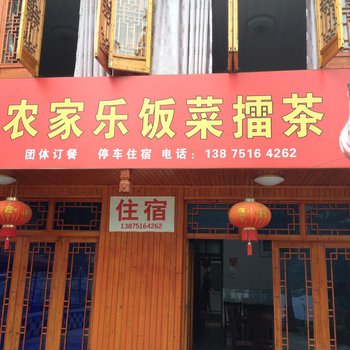 农家乐饭菜擂茶
团体订餐 停车住宿 电话：138 7516 4262
住宿
13875164262